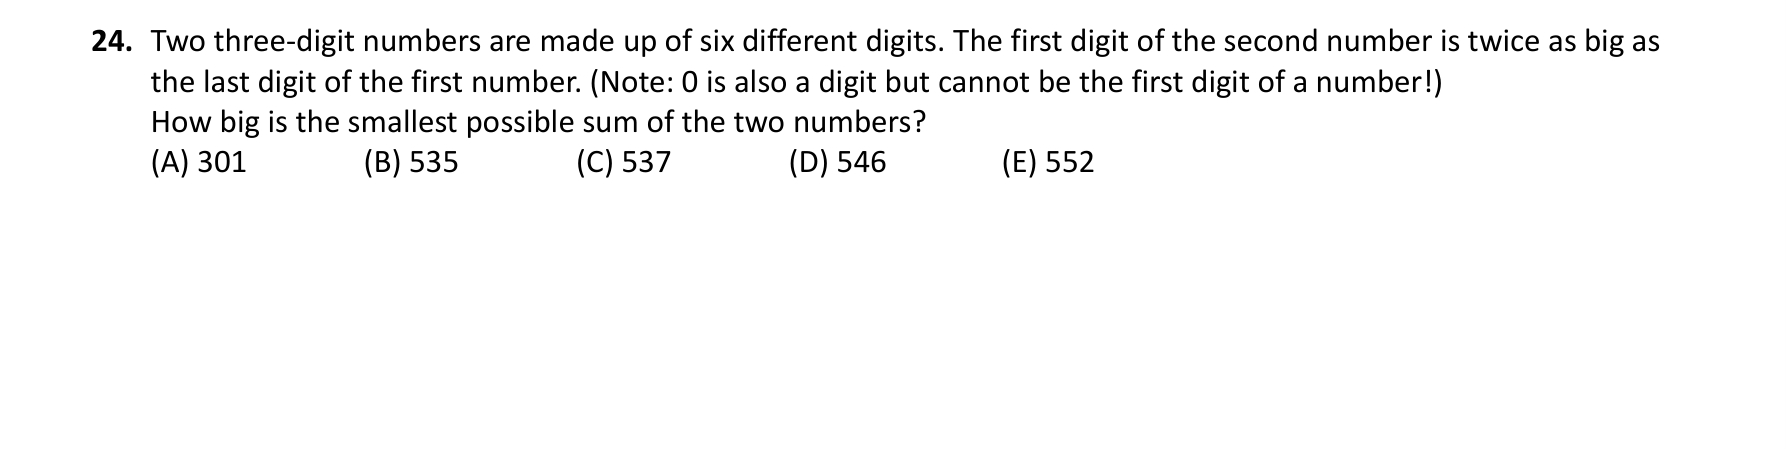 24. Two three-digit numbers are made up of six different digits. The first digit of the second number is twice as big as
the last digit of the first number. (Note: 0 is also a digit but cannot be the first digit of a number!)
How big is the smallest possible sum of the two numbers?
(A) 301 (B) 535 (C) 537 (D) 546 (E) 552